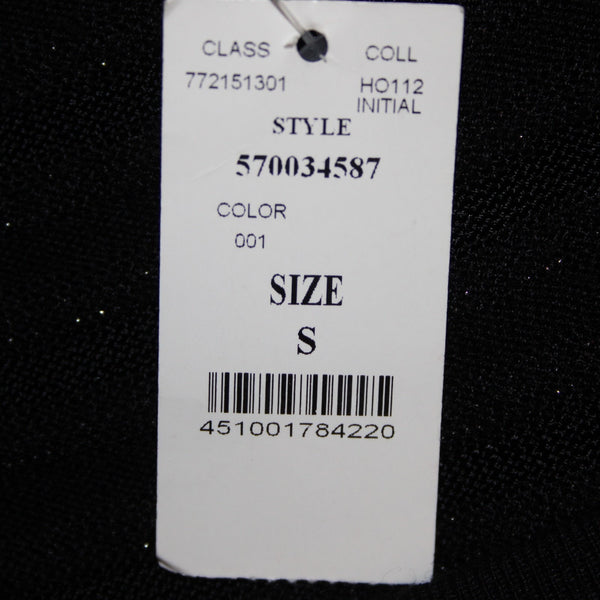 CLASS COLL
772151301 HO112
INITIAL
STYLE
570034587
COLOR
001
SIZE
S
451001784220